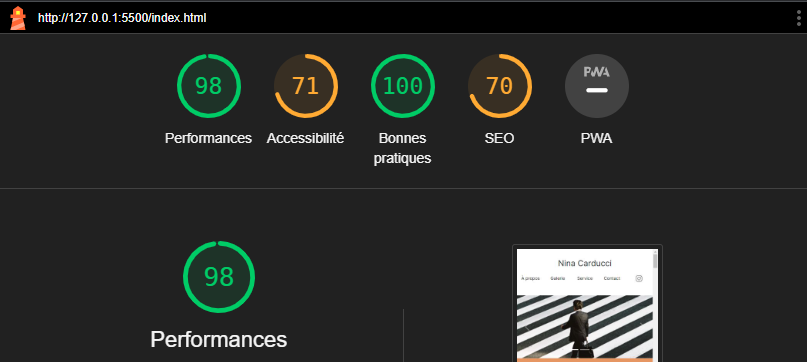 http://127.0.0.1:5500/index.html
98 71 100 70 PWA
Performances Accessibilité Bonnes pratiques SEO PWA
98
Performances
Nina Carducci
À propos Galerie Service Contact